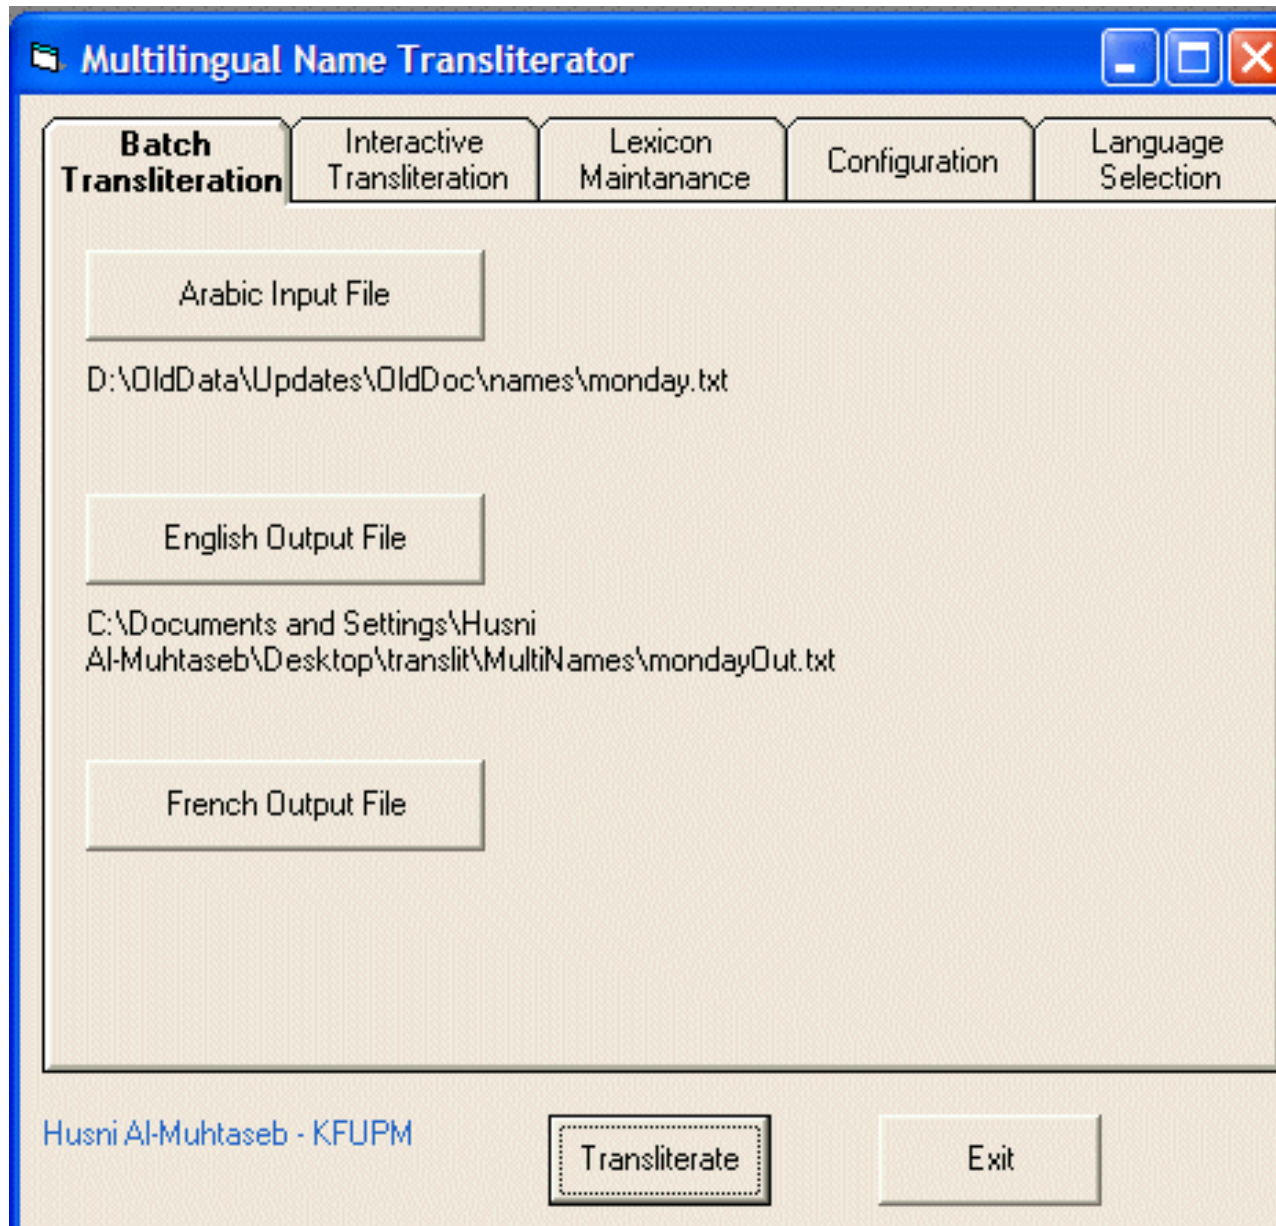 Multilingual Name Transliterator
Batch
Transliteration
Interactive
Transliteration
Lexicon
Maintanance
Configuration
Language
Selection
Arabic Input File
D:\OldData\Updates\OldDoc\names\monday.txt
English Output File
C:\Documents and Settings\Husni
Al-Muhtaseb\Desktop\translit\MultiNames\mondayOut.txt
French Output File
Husni Al-Muhtaseb - KFUPM
Transliterate
Exit